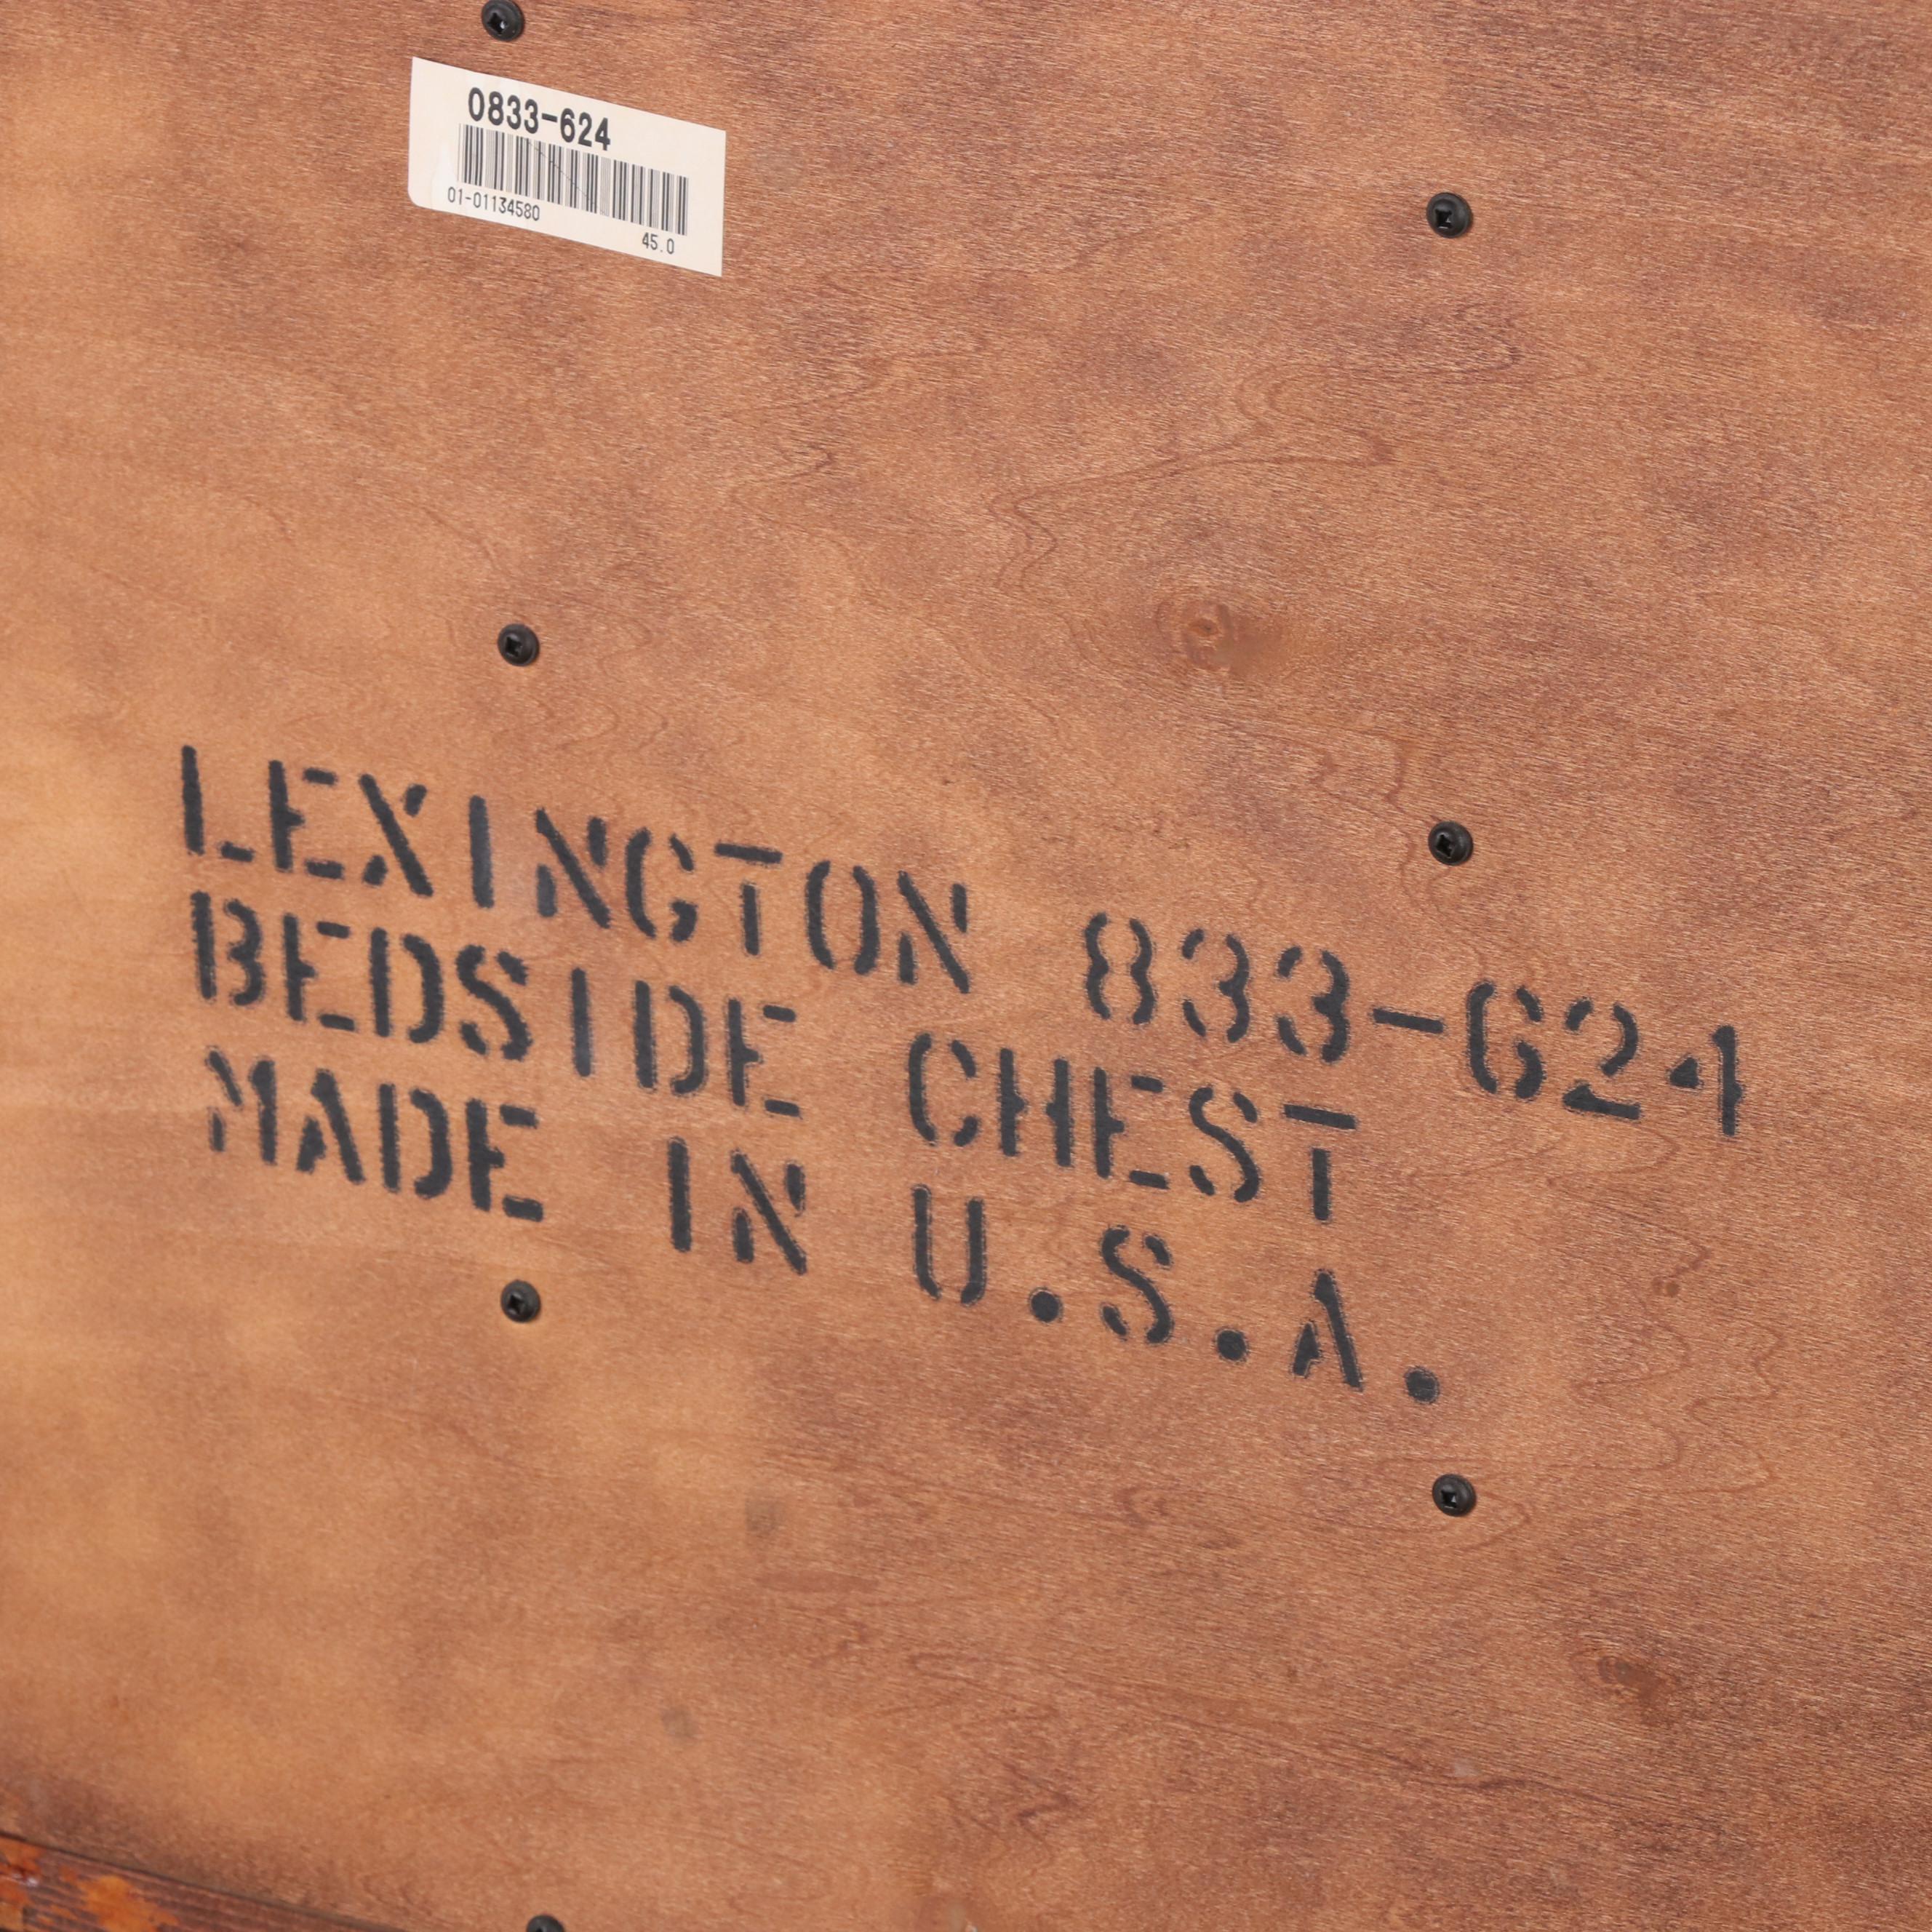 0833-624
01-01134580
45.0
LEXINGTON 833-624
BEDSIDE CHEST
MADE IN U.S.A.